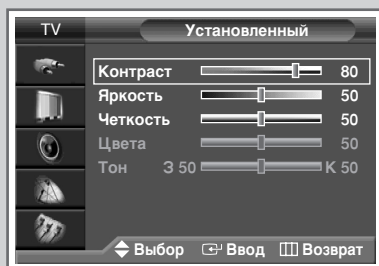 TV Установленный
Контраст 80
Яркость 50
Четкость 50
Цвета 50
Тон З 50 К 50
Выбор Ввод Возврат